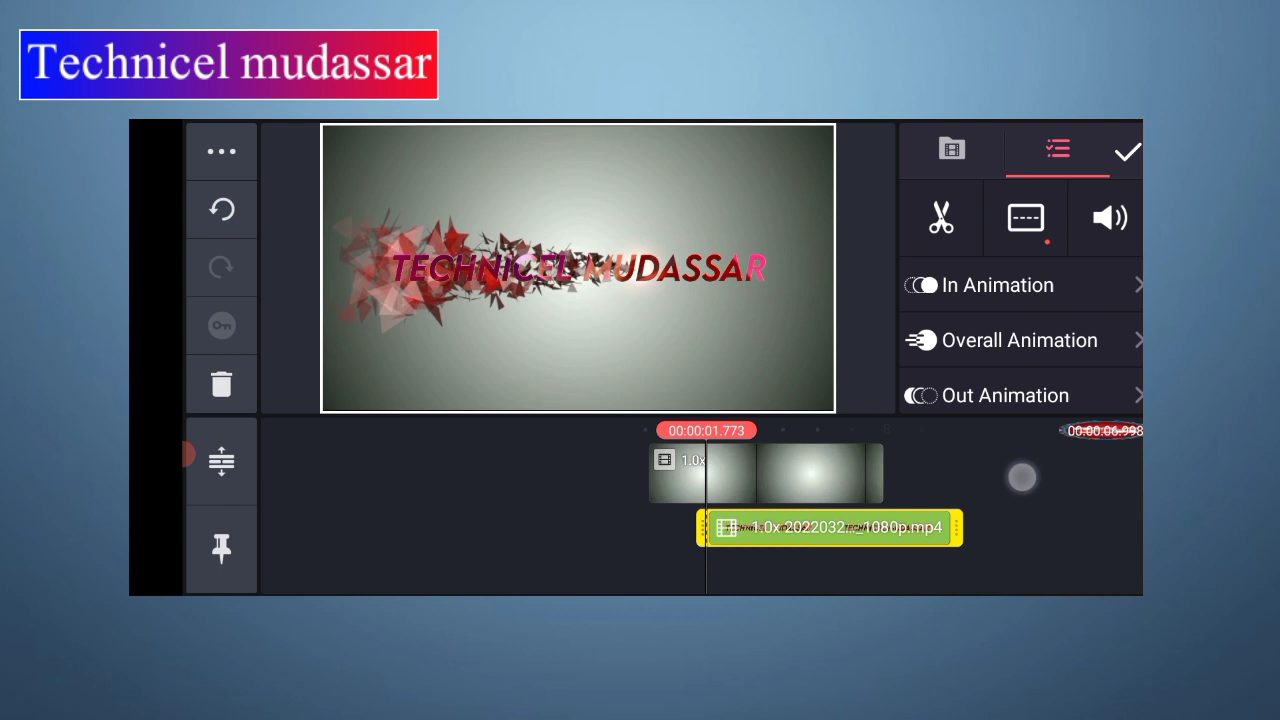 Technicel mudassar
TECHNICEL MUDASSAR
In Animation
Overall Animation
Out Animation
00:00:01.773
00:00:06.998
1.0x
1.0x 2022032..._1080p.mp4